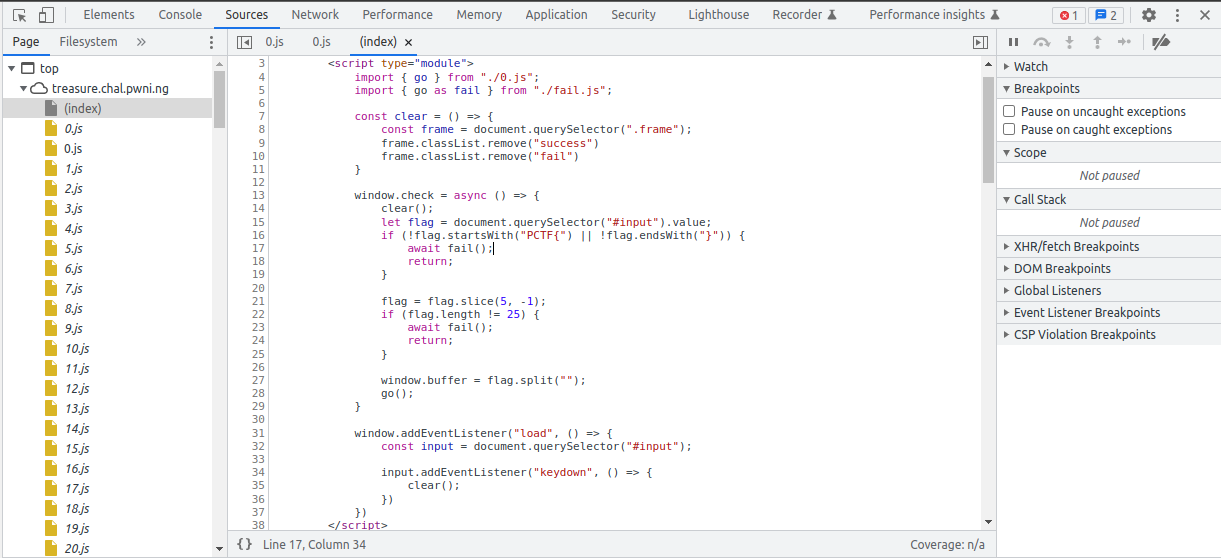 Elements Console Sources Network Performance Memory Application Security Lighthouse Recorder Performance insights 1 2
Page Filesystem » 0.js 0.js (index) ×
top
treasure.chal.pwni.ng
(index)
0.js
0.js
1.js
2.js
3.js
4.js
5.js
6.js
7.js
8.js
9.js
10.js
11.js
12.js
13.js
14.js
15.js
16.js
17.js
18.js
19.js
20.js
3 <script type="module">
4 import { go } from "./0.js";
5 import { go as fail } from "./fail.js";
6
7 const clear = () => {
8 const frame = document.querySelector(".frame");
9 frame.classList.remove("success")
10 frame.classList.remove("fail")
11 }
12
13 window.check = async () => {
14 clear();
15 let flag = document.querySelector("#input").value;
16 if (!flag.startsWith("PCTF{") || !flag.endsWith("}")) {
17 await fail();
18 return;
19 }
20
21 flag = flag.slice(5, -1);
22 if (flag.length != 25) {
23 await fail();
24 return;
25 }
26
27 window.buffer = flag.split("");
28 go();
29 }
30
31 window.addEventListener("load", () => {
32 const input = document.querySelector("#input");
33
34 input.addEventListener("keydown", () => {
35 clear();
36 })
37 })
38 </script>
{} Line 17, Column 34 Coverage: n/a
Watch
Breakpoints
Pause on uncaught exceptions
Pause on caught exceptions
Scope
Not paused
Call Stack
Not paused
XHR/fetch Breakpoints
DOM Breakpoints
Global Listeners
Event Listener Breakpoints
CSP Violation Breakpoints